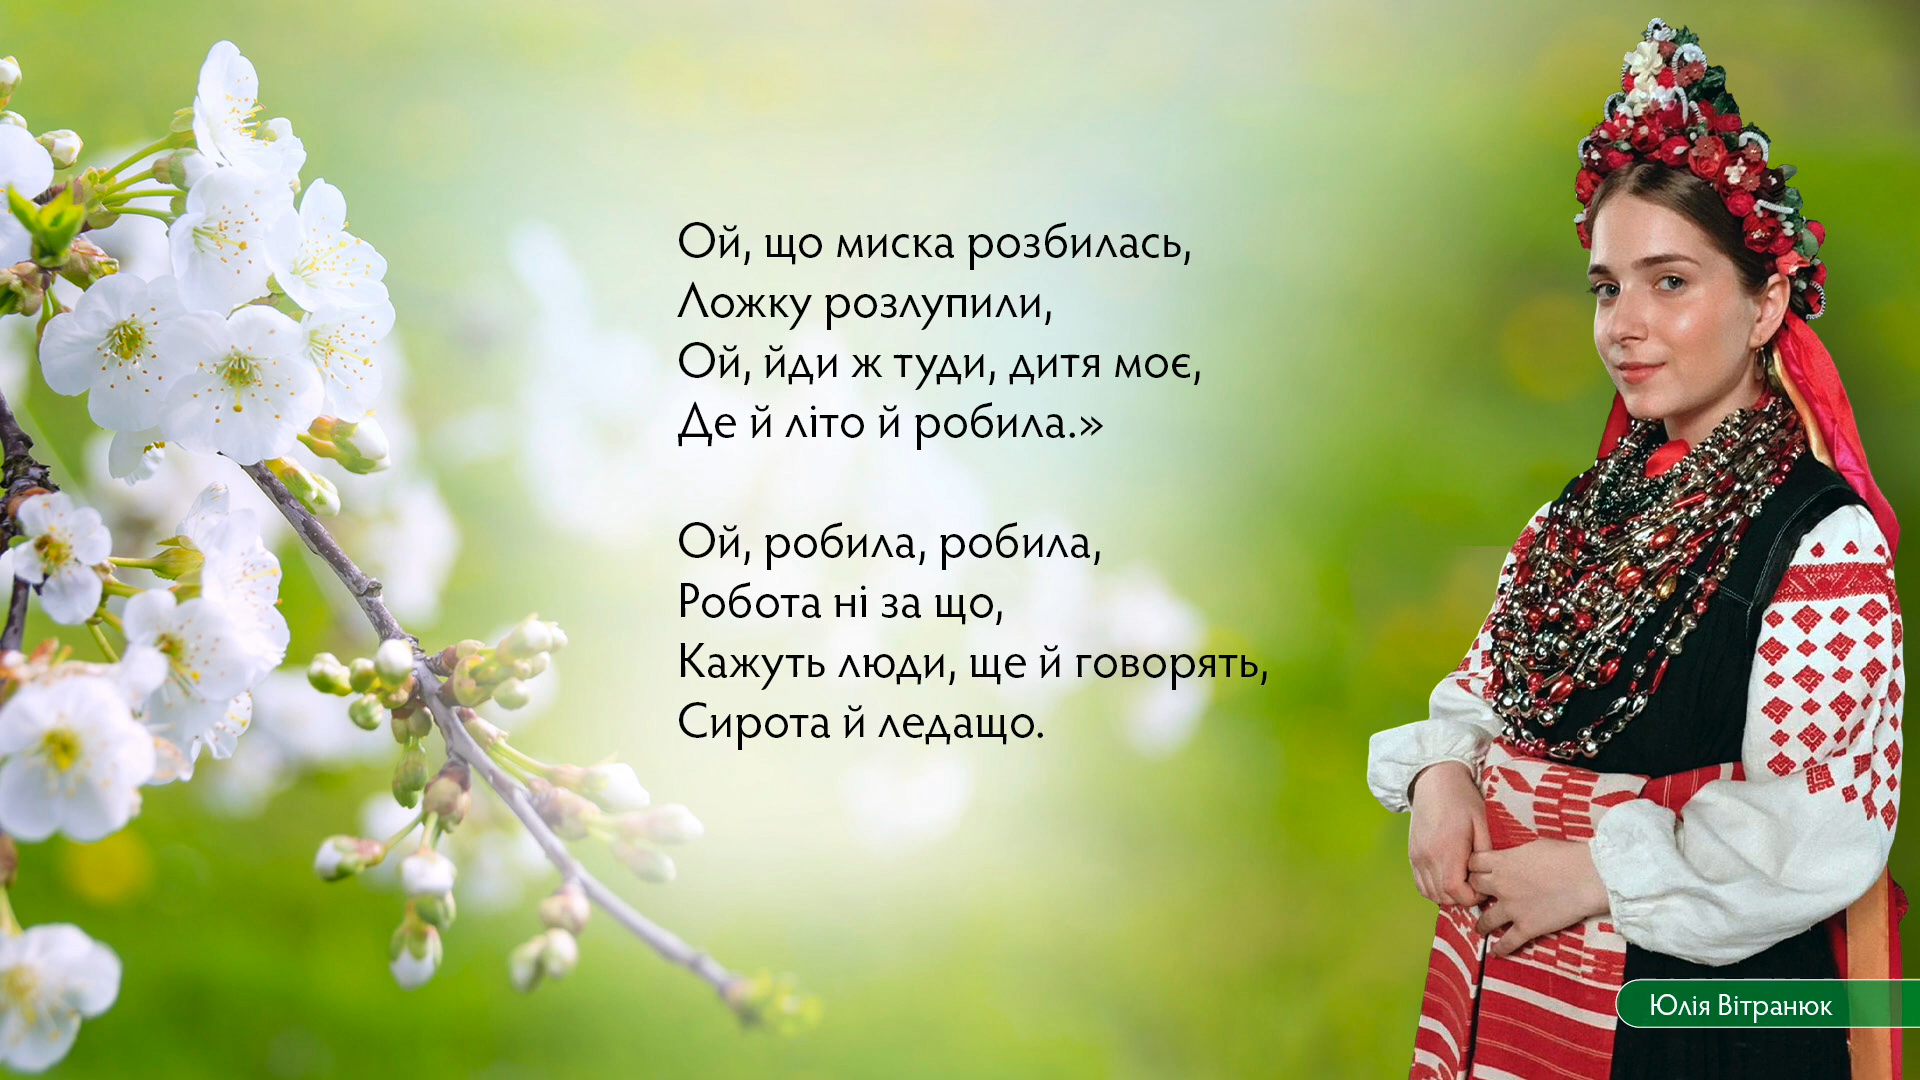 Ой, що миска розбилась,
Ложку розлупили,
Ой, йди ж туди, дитя моє,
Де й літо й робила.»
Ой, робила, робила,
Робота ні за що,
Кажуть люди, ще й говорять,
Сирота й ледащо.
Юлія Вітранюк